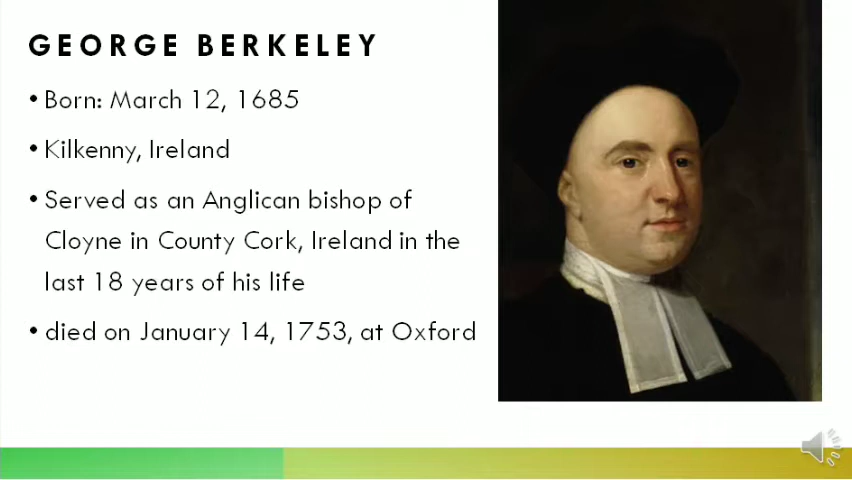 GEORGE BERKELEY
• Born: March 12, 1685
• Kilkenny, Ireland
• Served as an Anglican bishop of
Cloyne in County Cork, Ireland in the
last 18 years of his life
• died on January 14, 1753, at Oxford